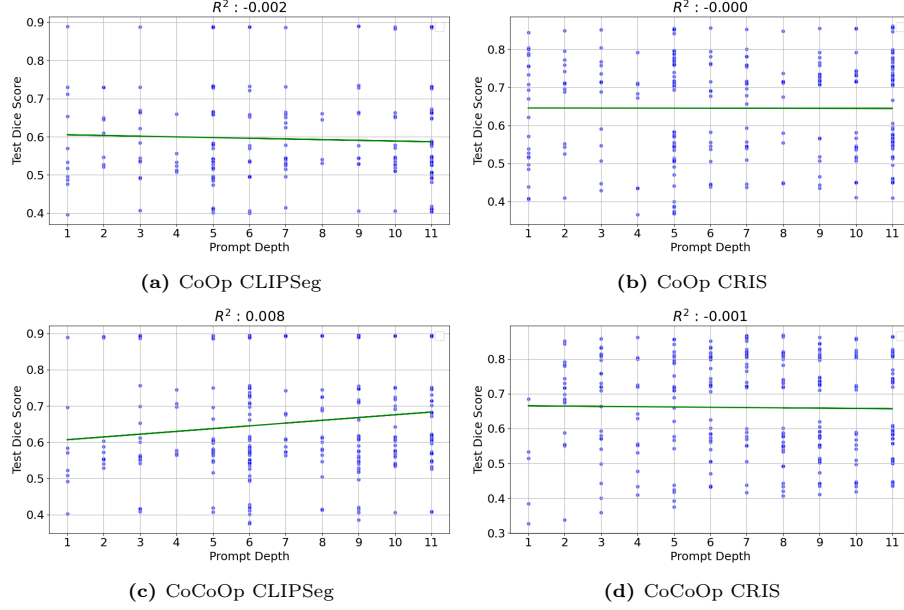 R² : -0.002
0.9
0.8
0.7
0.6
0.5
0.4
Test Dice Score
1 2 3 4 5 6 7 8 9 10 11
Prompt Depth
(a) CoOp CLIPSeg
R² : -0.000
0.8
0.7
0.6
0.5
0.4
Test Dice Score
1 2 3 4 5 6 7 8 9 10 11
Prompt Depth
(b) CoOp CRIS
R² : 0.008
0.9
0.8
0.7
0.6
0.5
0.4
Test Dice Score
1 2 3 4 5 6 7 8 9 10 11
Prompt Depth
(c) CoCoOp CLIPSeg
R² : -0.001
0.8
0.7
0.6
0.5
0.4
0.3
Test Dice Score
1 2 3 4 5 6 7 8 9 10 11
Prompt Depth
(d) CoCoOp CRIS